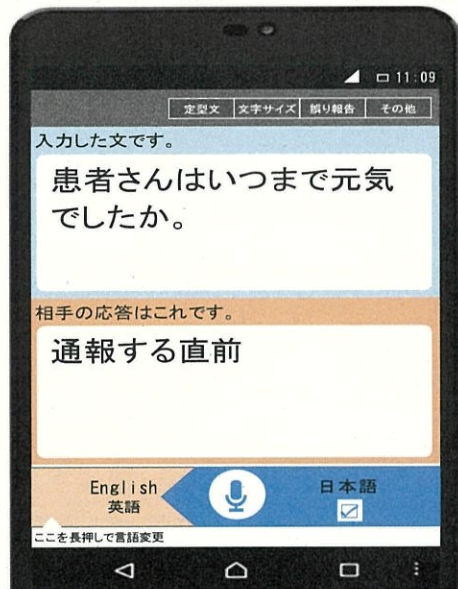 11:09
定型文 文字サイズ 誤り報告 その他
入力した文です。
患者さんはいつまで元気
でしたか。
相手の応答はこれです。
通報する直前
English 日本語
英語
ここを長押しで言語変更